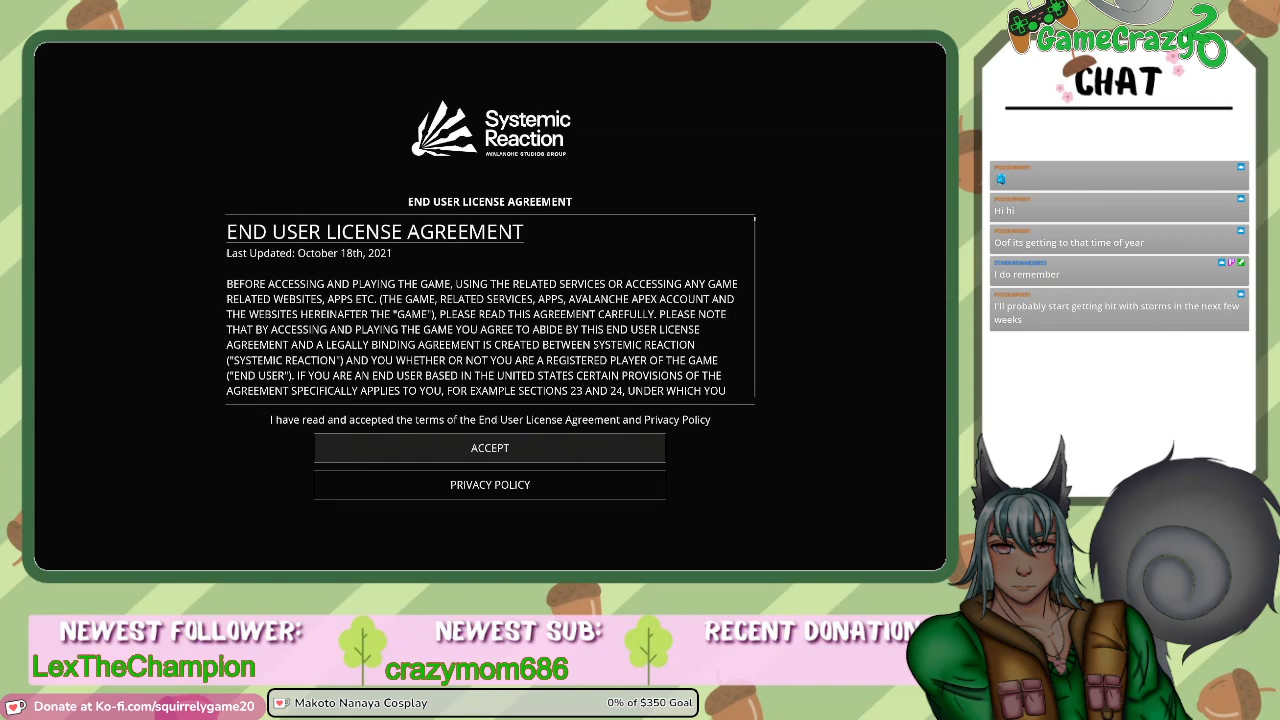 GameCrazy20
CHAT
Systemic
Reaction
AVALANCHE STUDIOS GROUP
END USER LICENSE AGREEMENT
END USER LICENSE AGREEMENT
Last Updated: October 18th, 2021
BEFORE ACCESSING AND PLAYING THE GAME, USING THE RELATED SERVICES OR ACCESSING ANY GAME
RELATED WEBSITES, APPS ETC. (THE GAME, RELATED SERVICES, APPS, AVALANCHE APEX ACCOUNT AND
THE WEBSITES HEREINAFTER THE "GAME"), PLEASE READ THIS AGREEMENT CAREFULLY. PLEASE NOTE
THAT BY ACCESSING AND PLAYING THE GAME YOU AGREE TO ABIDE BY THIS END USER LICENSE
AGREEMENT AND A LEGALLY BINDING AGREEMENT IS CREATED BETWEEN SYSTEMIC REACTION
("SYSTEMIC REACTION") AND YOU WHETHER OR NOT YOU ARE A REGISTERED PLAYER OF THE GAME
("END USER"). IF YOU ARE AN END USER BASED IN THE UNITED STATES CERTAIN PROVISIONS OF THE
AGREEMENT SPECIFICALLY APPLIES TO YOU, FOR EXAMPLE SECTIONS 23 AND 24, UNDER WHICH YOU
I have read and accepted the terms of the End User License Agreement and Privacy Policy
ACCEPT
PRIVACY POLICY
Hi hi
Oof its getting to that time of year
I do remember
I'll probably start getting hit with storms in the next few
weeks
NEWEST FOLLOWER:
LexTheChampion
NEWEST SUB:
crazymom686
RECENT DONATION
Donate at Ko-fi.com/squirrelygame20
Makoto Nanaya Cosplay
0% of $350 Goal